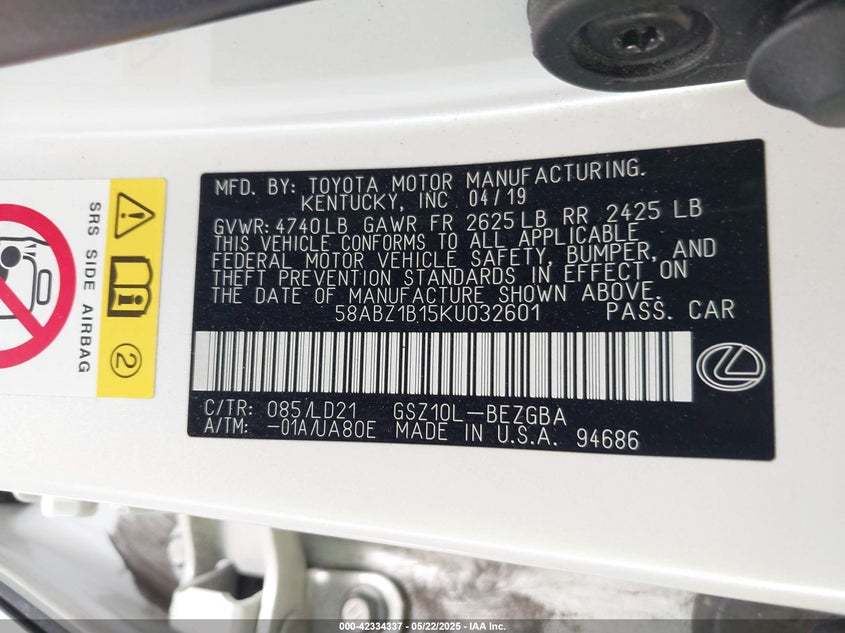 MFD. BY: TOYOTA MOTOR MANUFACTURING.
KENTUCKY, INC 04/19
GVWR: 4740 LB GAWR FR 2625 LB RR 2425 LB
THIS VEHICLE CONFORMS TO ALL APPLICABLE
FEDERAL MOTOR VEHICLE SAFETY, BUMPER, AND
THEFT PREVENTION STANDARDS IN EFFECT ON
THE DATE OF MANUFACTURE SHOWN ABOVE.
58ABZ1B15KU032601 PASS. CAR
C/TR: 085/LD21 GSZ10L-BEZGBA
A/TM: -01A/UA80E MADE IN U.S.A. 94686
SRS SIDE AIRBAG
2
000-42334337 - 05/22/2025 - IAA Inc.